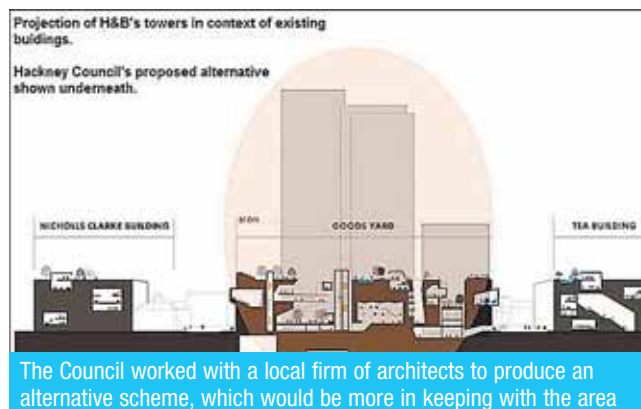 Projection of H&B's towers in context of existing
buidings.
Hackney Council's proposed alternative
shown underneath.
NICHOLLS CLARKE BUILDING
GOODS YARD
TEA BUILDING
The Council worked with a local firm of architects to produce an
alternative scheme, which would be more in keeping with the area